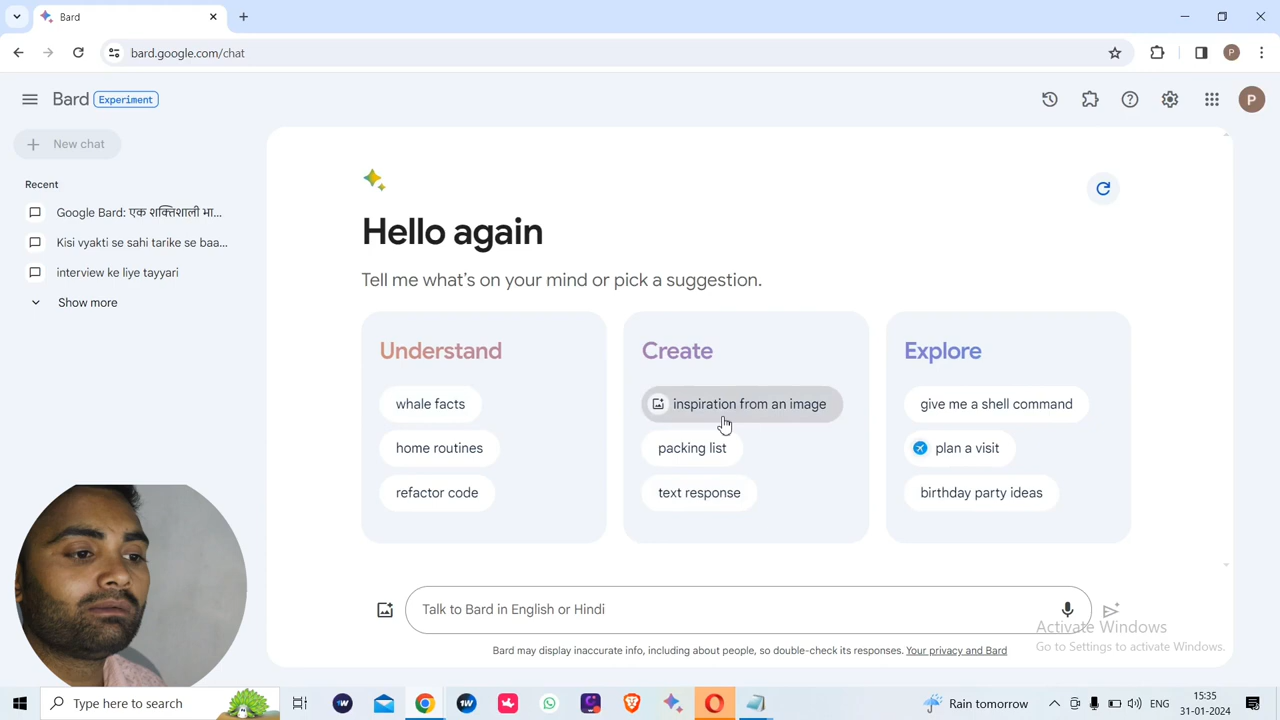 Bard
bard.google.com/chat
Bard Experiment
P
New chat
Recent
Google Bard: एक शक्तिशाली भा...
Kisi vyakti se sahi tarike se baa...
interview ke liye tayyari
Show more
Hello again
Tell me what's on your mind or pick a suggestion.
Understand
whale facts
home routines
refactor code
Create
inspiration from an image
packing list
text response
Explore
give me a shell command
plan a visit
birthday party ideas
Talk to Bard in English or Hindi
Bard may display inaccurate info, including about people, so double-check its responses. Your privacy and Bard
Activate Windows
Go to Settings to activate Windows.
Type here to search
Rain tomorrow
ENG
15:35
31-01-2024